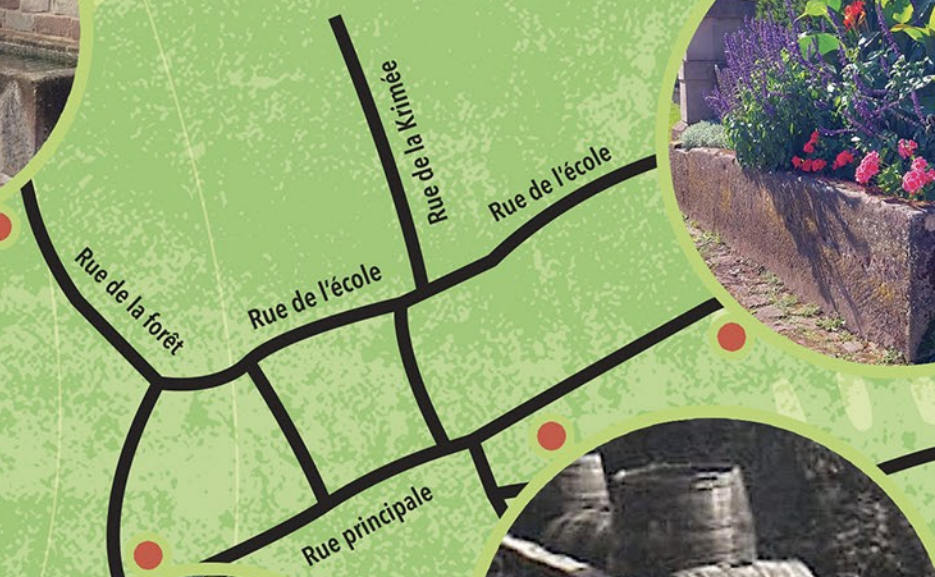 Rue de la Krimée
Rue de l'école
Rue de la forêt
Rue de l'école
Rue principale